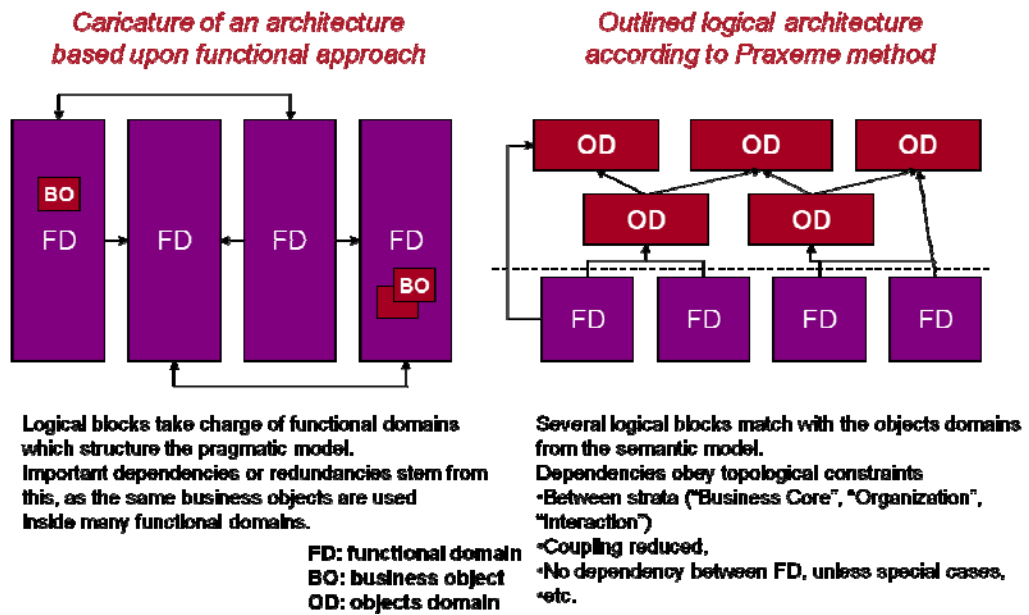 Caricature of an architecture
based upon functional approach
BO
FD
FD
FD
FD
BO
Logical blocks take charge of functional domains
which structure the pragmatic model.
Important dependencies or redundancies stem from
this, as the same business objects are used
inside many functional domains.
Outlined logical architecture
according to Praxeme method
OD
OD
OD
OD
OD
FD
FD
FD
FD
Several logical blocks match with the objects domains
from the semantic model.
Dependencies obey topological constraints
•Between strata ("Business Core", "Organization",
"Interaction")
•Coupling reduced,
•No dependency between FD, unless special cases,
•etc.
FD: functional domain
BO: business object
OD: objects domain